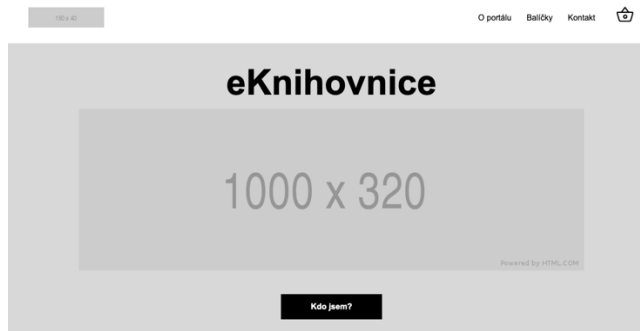 150 x 40
O portálu Balíčky Kontakt
eKnihovnice
1000 x 320
Powered by HTML.COM
Kdo jsem?